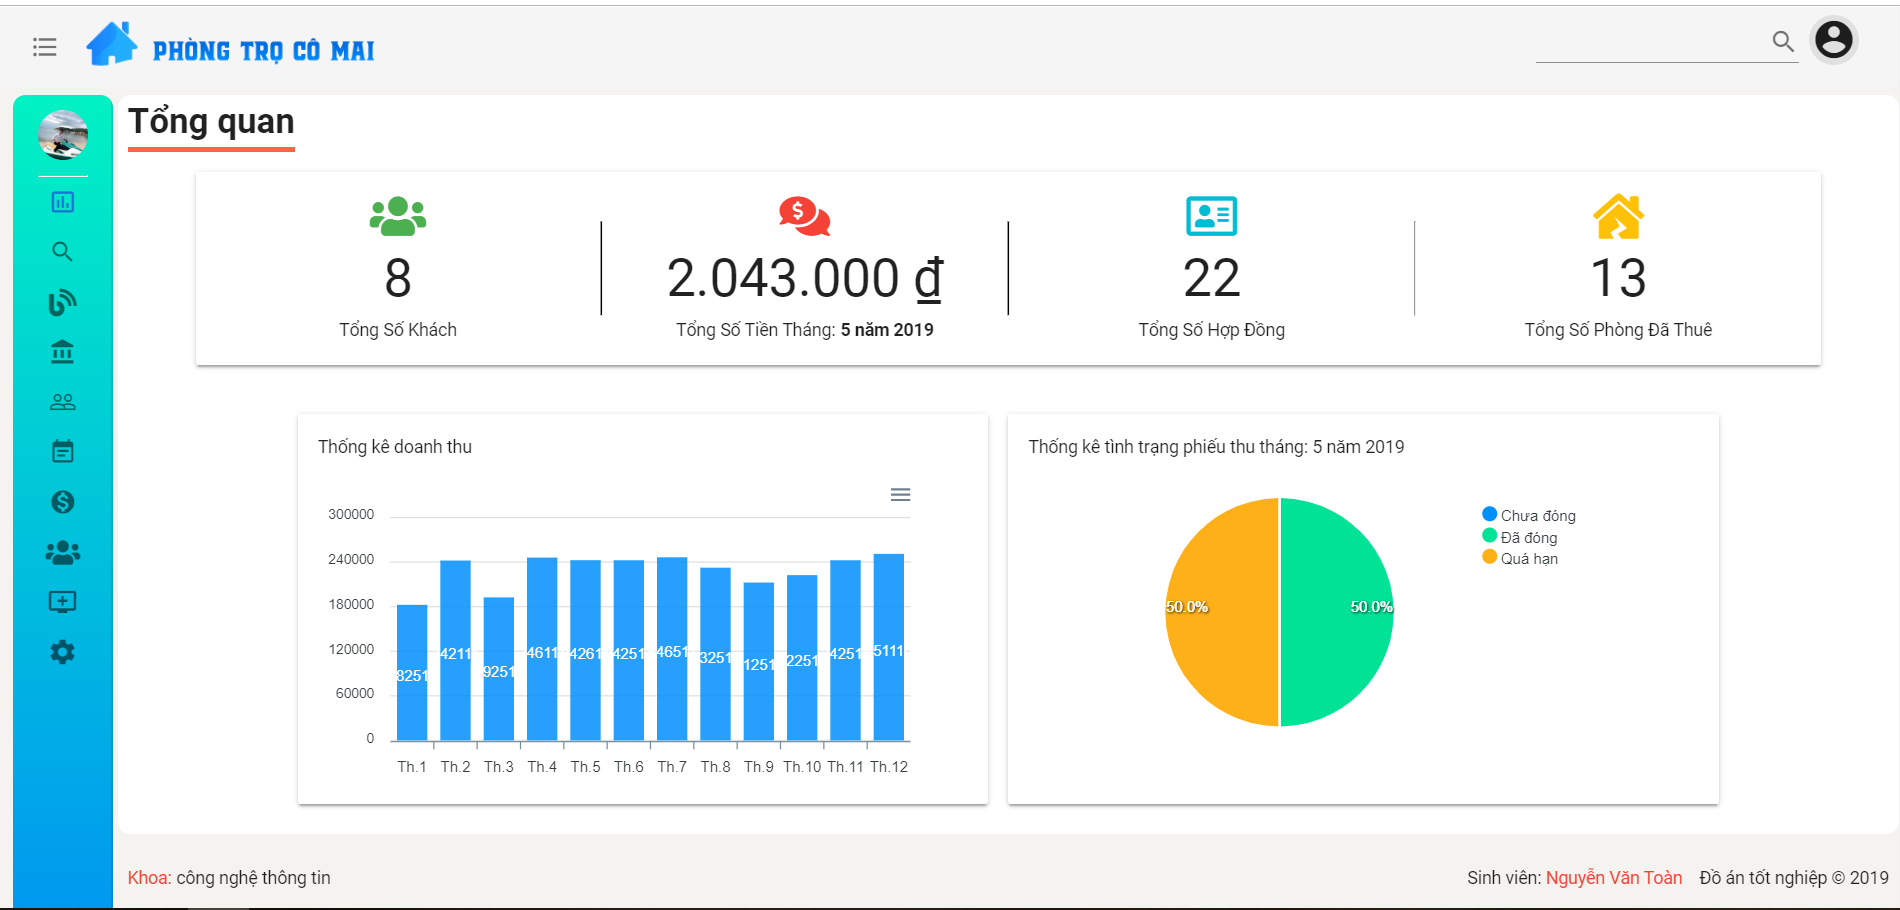 PHÒNG TRỌ CÔ MAI
Tổng quan
8
Tổng Số Khách
2.043.000 ₫
Tổng Số Tiền Tháng: 5 năm 2019
22
Tổng Số Hợp Đồng
13
Tổng Số Phòng Đã Thuê
Thống kê doanh thu
300000
240000
180000
120000
60000
0
8251
4211
9251
4611
4261
4251
4651
3251
1251
2251
4251
5111
Th.1 Th.2 Th.3 Th.4 Th.5 Th.6 Th.7 Th.8 Th.9 Th.10 Th.11 Th.12
Thống kê tình trạng phiếu thu tháng: 5 năm 2019
50.0% 50.0%
Chưa đóng
Đã đóng
Quá hạn
Khoa: công nghệ thông tin
Sinh viên: Nguyễn Văn Toàn Đồ án tốt nghiệp © 2019